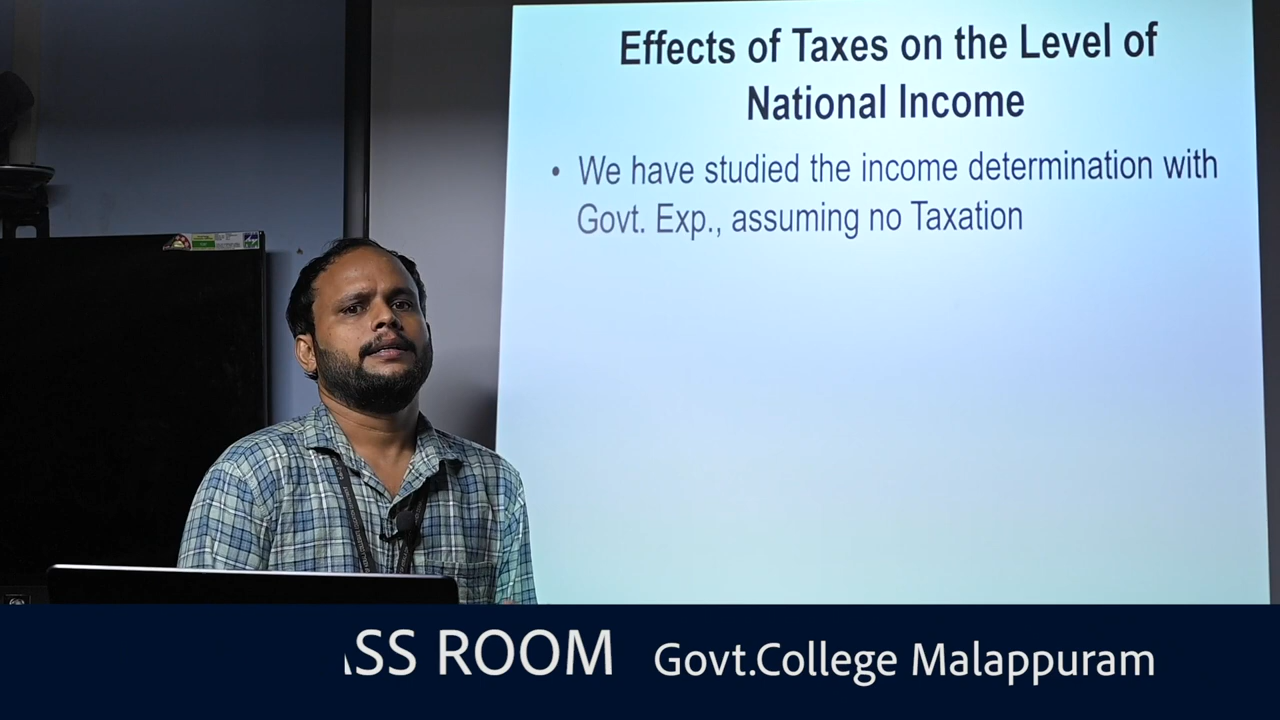 Effects of Taxes on the Level of
National Income
• We have studied the income determination with
Govt. Exp., assuming no Taxation
ASS ROOM Govt.College Malappuram